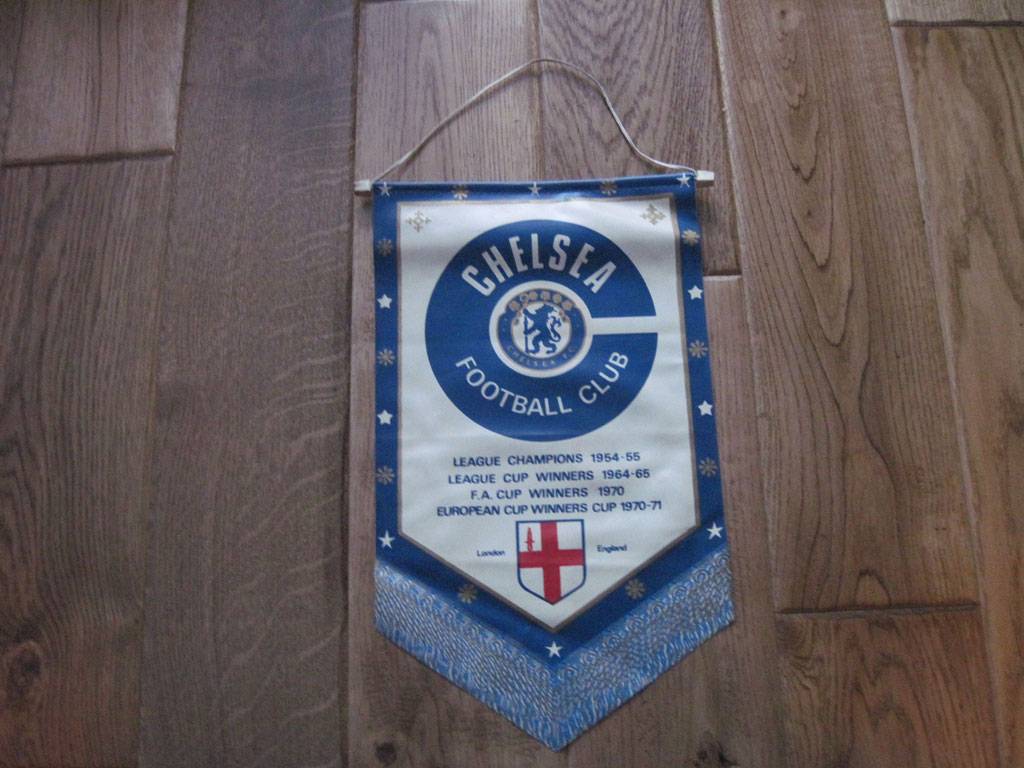 CHELSEA
CHELSEA F.C.
FOOTBALL CLUB
LEAGUE CHAMPIONS 1954-55
LEAGUE CUP WINNERS 1964-65
F.A. CUP WINNERS 1970
EUROPEAN CUP WINNERS CUP 1970-71
London England